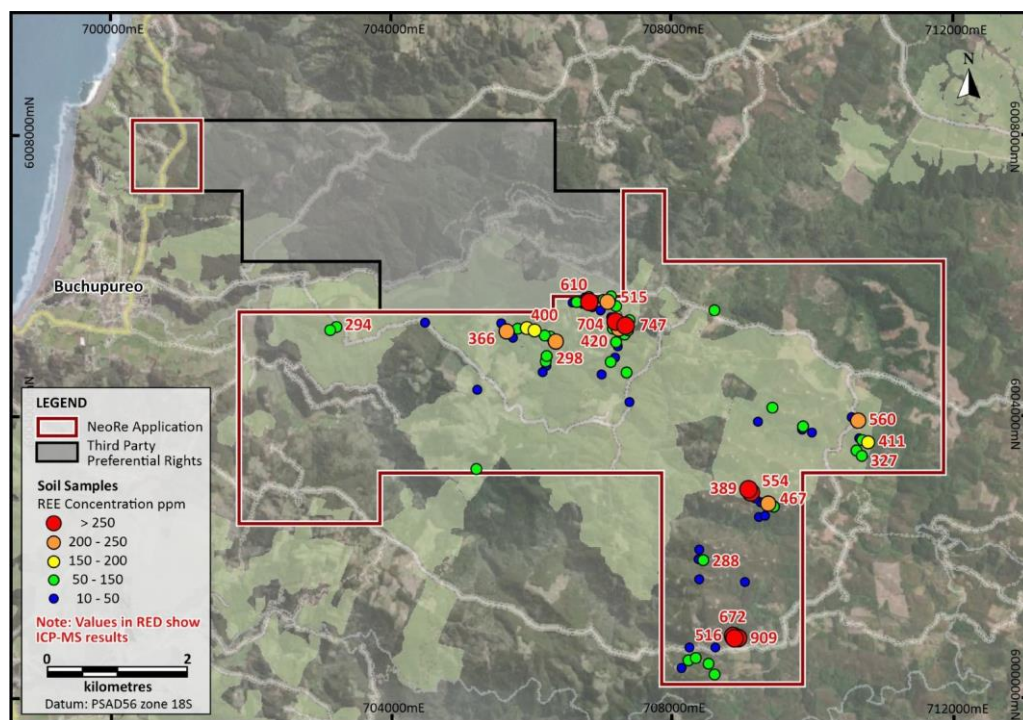 700000mE
704000mE
708000mE
712000mE
N
6008000mN
Buchupureo
610
515
400
704
747
294
366
420
298
6004000mN
560
411
327
554
389
467
288
672
516
909
6000000mN
LEGEND
NeoRe Application
Third Party
Preferential Rights
Soil Samples
REE Concentration ppm
> 250
200 - 250
150 - 200
50 - 150
10 - 50
Note: Values in RED show
ICP-MS results
0 2
kilometres
Datum: PSAD56 zone 18S
704000mE
708000mE
712000mE